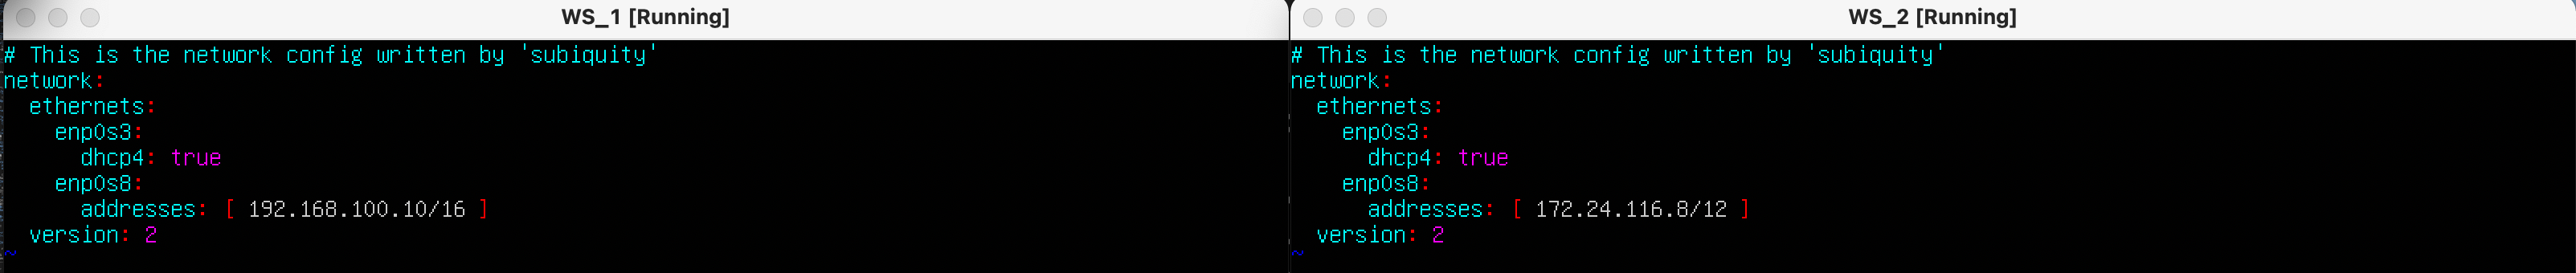 WS_1 [Running]
# This is the network config written by 'subiquity'
network:
  ethernets:
    enp0s3:
      dhcp4: true
    enp0s8:
      addresses: [ 192.168.100.10/16 ]
  version: 2
~
WS_2 [Running]
# This is the network config written by 'subiquity'
network:
  ethernets:
    enp0s3:
      dhcp4: true
    enp0s8:
      addresses: [ 172.24.116.8/12 ]
  version: 2
~